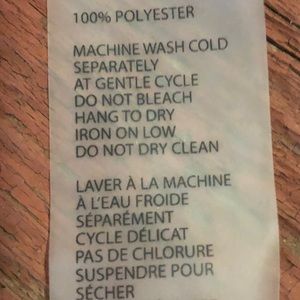 100% POLYESTER
MACHINE WASH COLD
SEPARATELY
AT GENTLE CYCLE
DO NOT BLEACH
HANG TO DRY
IRON ON LOW
DO NOT DRY CLEAN
LAVER À LA MACHINE
À L'EAU FROIDE
SÉPARÉMENT
CYCLE DÉLICAT
PAS DE CHLORURE
SUSPENDRE POUR
SÉCHER